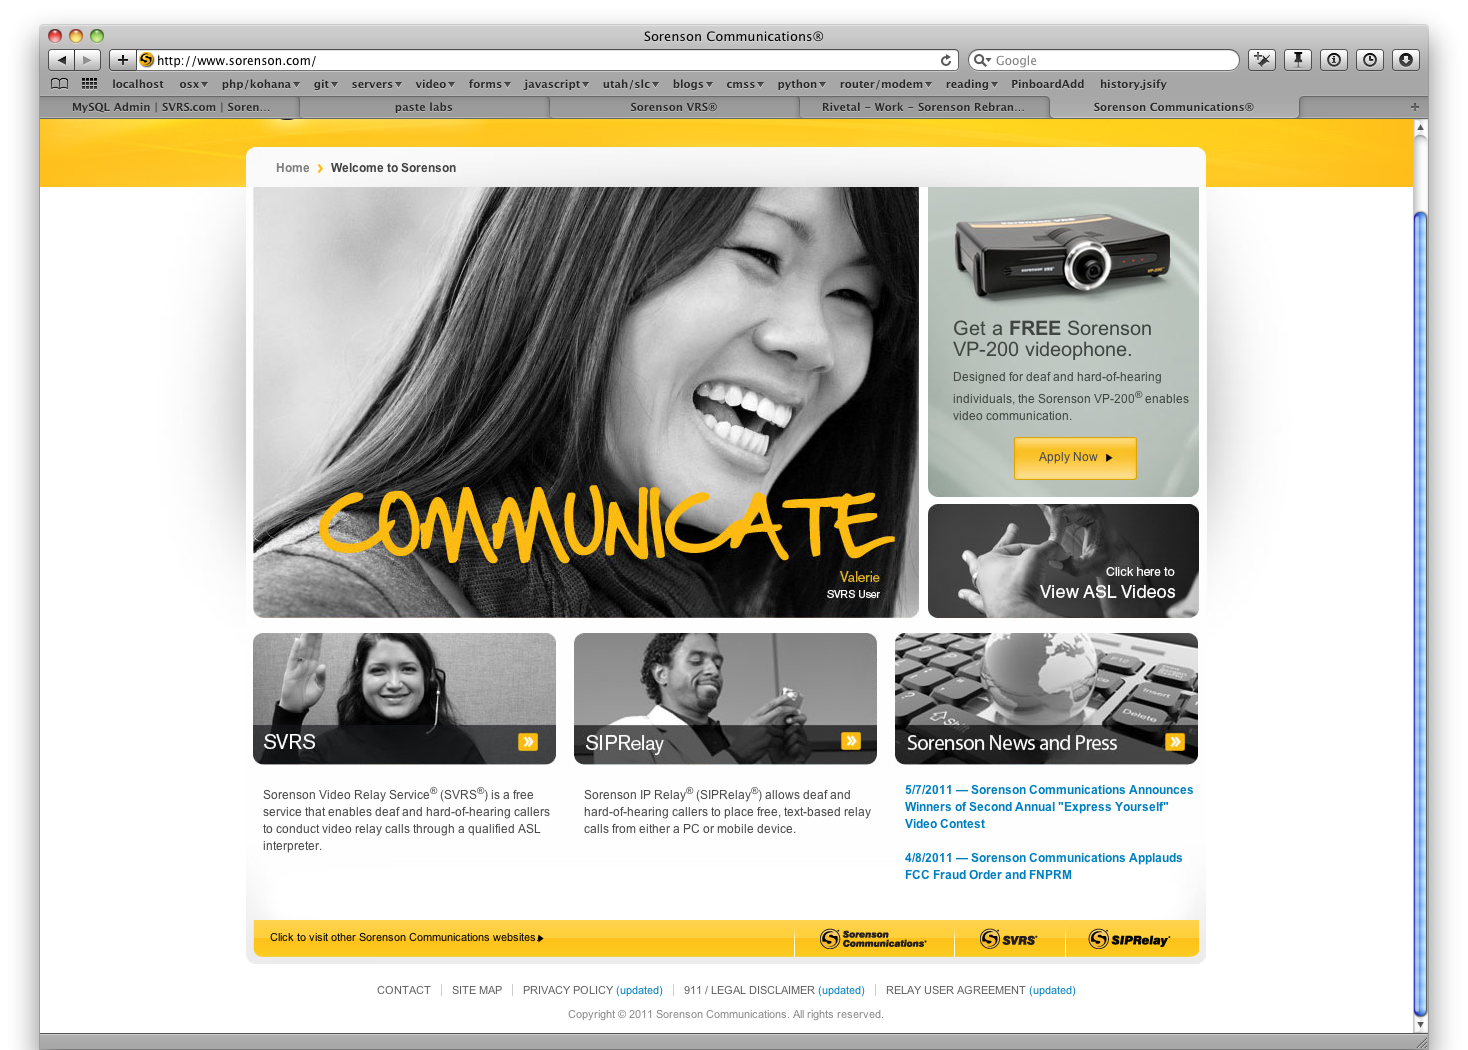 Sorenson Communications®
http://www.sorenson.com/
Google
localhost osx php/kohana git servers video forms javascript utah/slc blogs cmss python router/modem reading PinboardAdd history.jsify
MySQL Admin | SVRS.com | Soren...
paste labs
Sorenson VRS®
Rivetal – Work – Sorenson Rebran...
Sorenson Communications®
Home Welcome to Sorenson
COMMUNICATE
Valerie
SVRS User
SORENSON VRS
SORENSON VRS
VP-200
Get a FREE Sorenson
VP-200 videophone.
Designed for deaf and hard-of-hearing
individuals, the Sorenson VP-200® enables
video communication.
Apply Now
Click here to
View ASL Videos
SVRS
Sorenson Video Relay Service® (SVRS®) is a free
service that enables deaf and hard-of-hearing callers
to conduct video relay calls through a qualified ASL
interpreter.
SIPRelay
Sorenson IP Relay® (SIPRelay®) allows deaf and
hard-of-hearing callers to place free, text-based relay
calls from either a PC or mobile device.
Insert
Delete
Shift
Sorenson News and Press
5/7/2011 — Sorenson Communications Announces
Winners of Second Annual "Express Yourself"
Video Contest
4/8/2011 — Sorenson Communications Applauds
FCC Fraud Order and FNPRM
Click to visit other Sorenson Communications websites
Sorenson
Communications®
SVRS®
SIPRelay®
CONTACT SITE MAP PRIVACY POLICY (updated) 911 / LEGAL DISCLAIMER (updated) RELAY USER AGREEMENT (updated)
Copyright © 2011 Sorenson Communications. All rights reserved.